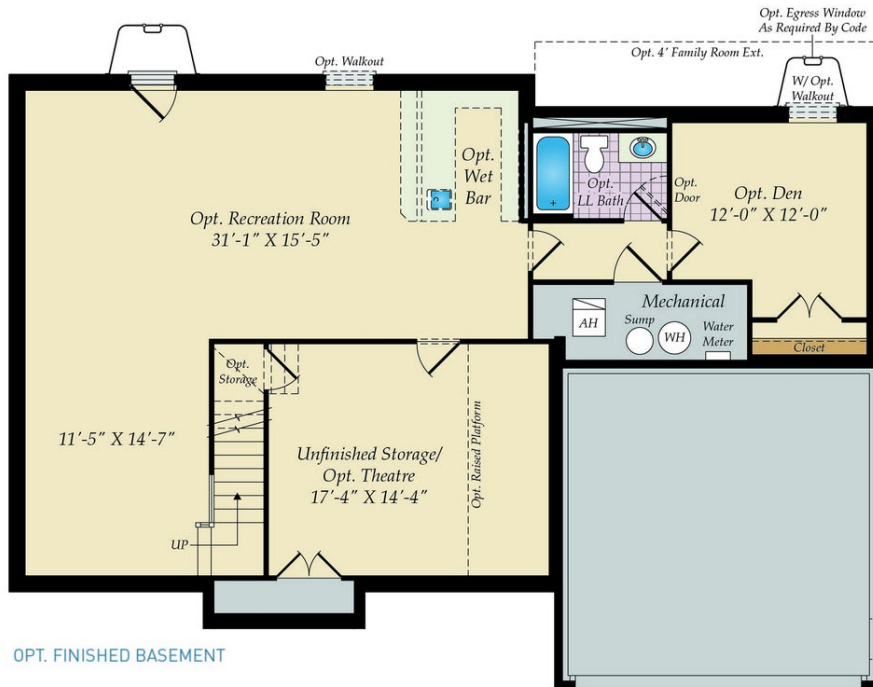 Opt. Egress Window
As Required By Code
Opt. Walkout
Opt. 4' Family Room Ext.
W/ Opt.
Walkout
Opt.
Wet
Bar
Opt.
LL Bath
Opt.
Door
Opt. Den
12'-0" X 12'-0"
Opt. Recreation Room
31'-1" X 15'-5"
Mechanical
AH
Sump
WH
Water
Meter
Closet
Opt.
Storage
11'-5" X 14'-7"
Unfinished Storage/
Opt. Theatre
17'-4" X 14'-4"
Opt. Raised Platform
UP
OPT. FINISHED BASEMENT